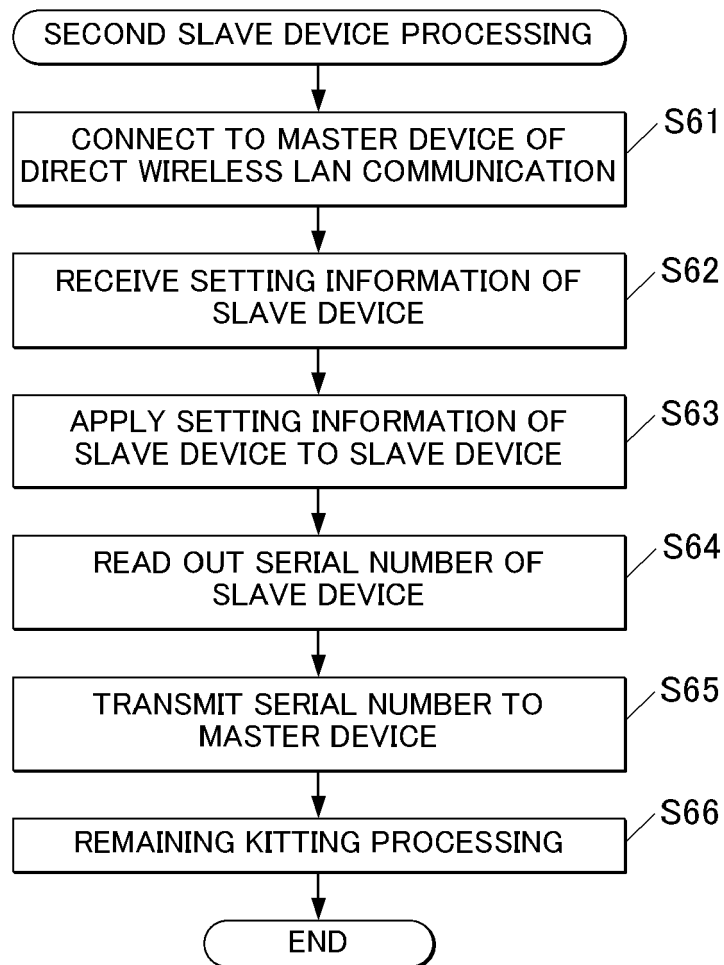 SECOND SLAVE DEVICE PROCESSING
S61
CONNECT TO MASTER DEVICE OF
DIRECT WIRELESS LAN COMMUNICATION
S62
RECEIVE SETTING INFORMATION OF
SLAVE DEVICE
S63
APPLY SETTING INFORMATION OF
SLAVE DEVICE TO SLAVE DEVICE
S64
READ OUT SERIAL NUMBER OF
SLAVE DEVICE
S65
TRANSMIT SERIAL NUMBER TO
MASTER DEVICE
S66
REMAINING KITTING PROCESSING
END